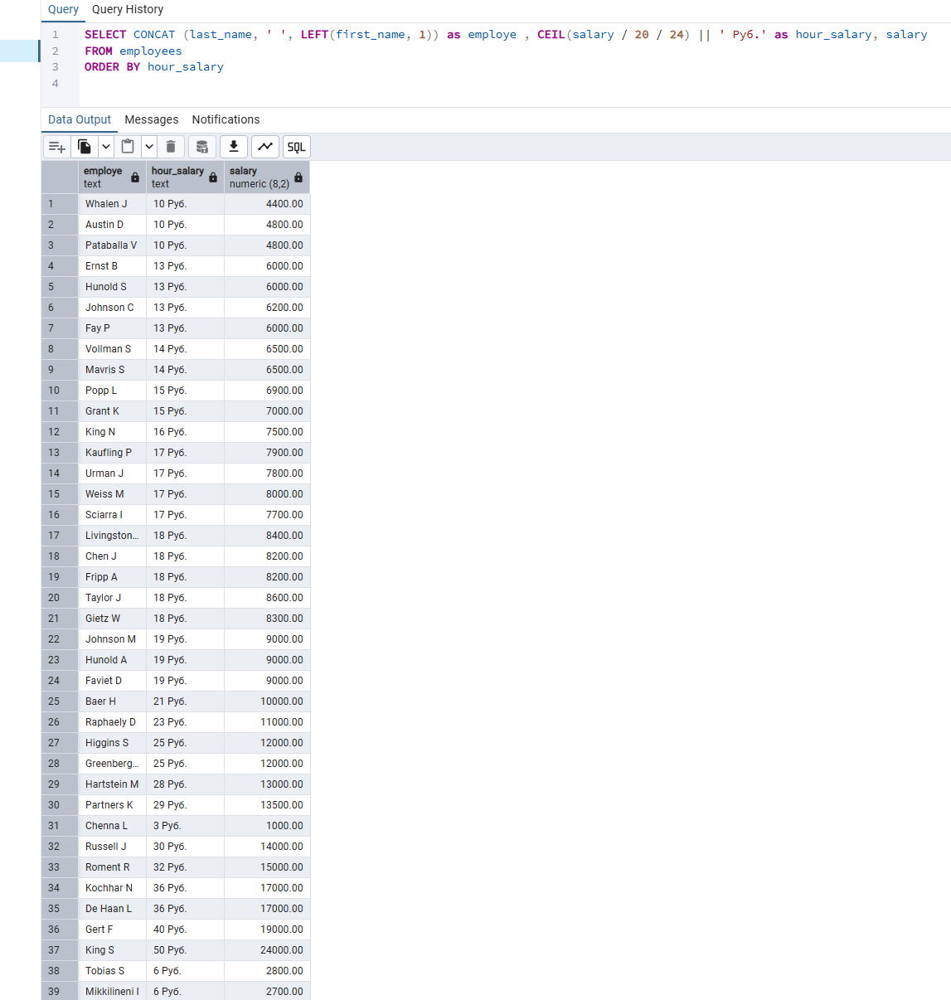 Query Query History
1 SELECT CONCAT (last_name, ' ', LEFT(first_name, 1)) as employe , CEIL(salary / 20 / 24) || ' Руб.' as hour_salary, salary
2 FROM employees
3 ORDER BY hour_salary
4
Data Output Messages Notifications
SQL
employe hour_salary salary
text text numeric (8,2)
1 Whalen J 10 Руб. 4400.00
2 Austin D 10 Руб. 4800.00
3 Pataballa V 10 Руб. 4800.00
4 Ernst B 13 Руб. 6000.00
5 Hunold S 13 Руб. 6000.00
6 Johnson C 13 Руб. 6200.00
7 Fay P 13 Руб. 6000.00
8 Vollman S 14 Руб. 6500.00
9 Mavris S 14 Руб. 6500.00
10 Popp L 15 Руб. 6900.00
11 Grant K 15 Руб. 7000.00
12 King N 16 Руб. 7500.00
13 Kaufling P 17 Руб. 7900.00
14 Urman J 17 Руб. 7800.00
15 Weiss M 17 Руб. 8000.00
16 Sciarra I 17 Руб. 7700.00
17 Livingston... 18 Руб. 8400.00
18 Chen J 18 Руб. 8200.00
19 Fripp A 18 Руб. 8200.00
20 Taylor J 18 Руб. 8600.00
21 Gietz W 18 Руб. 8300.00
22 Johnson M 19 Руб. 9000.00
23 Hunold A 19 Руб. 9000.00
24 Faviet D 19 Руб. 9000.00
25 Baer H 21 Руб. 10000.00
26 Raphaely D 23 Руб. 11000.00
27 Higgins S 25 Руб. 12000.00
28 Greenberg... 25 Руб. 12000.00
29 Hartstein M 28 Руб. 13000.00
30 Partners K 29 Руб. 13500.00
31 Chenna L 3 Руб. 1000.00
32 Russell J 30 Руб. 14000.00
33 Roment R 32 Руб. 15000.00
34 Kochhar N 36 Руб. 17000.00
35 De Haan L 36 Руб. 17000.00
36 Gert F 40 Руб. 19000.00
37 King S 50 Руб. 24000.00
38 Tobias S 6 Руб. 2800.00
39 Mikkilineni I 6 Руб. 2700.00